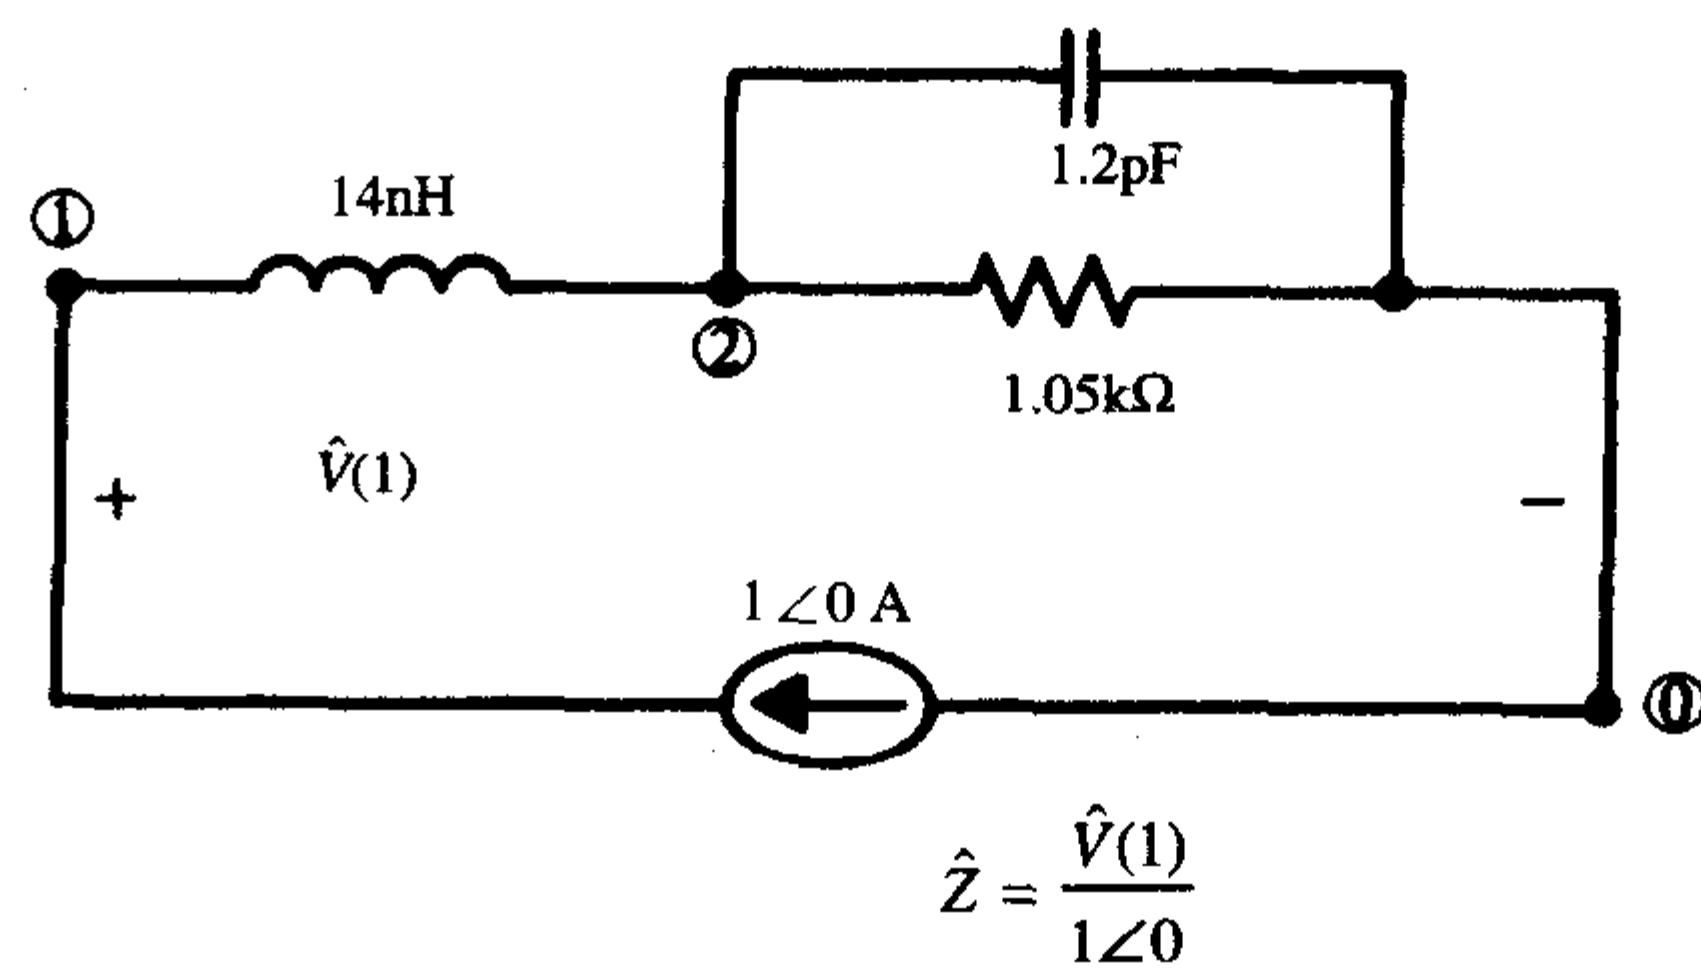 1.2pF
14nH
①
②
1.05kΩ
V̂(1)
+
−
1∠0 A
⓪
Ẑ = V̂(1) / 1∠0